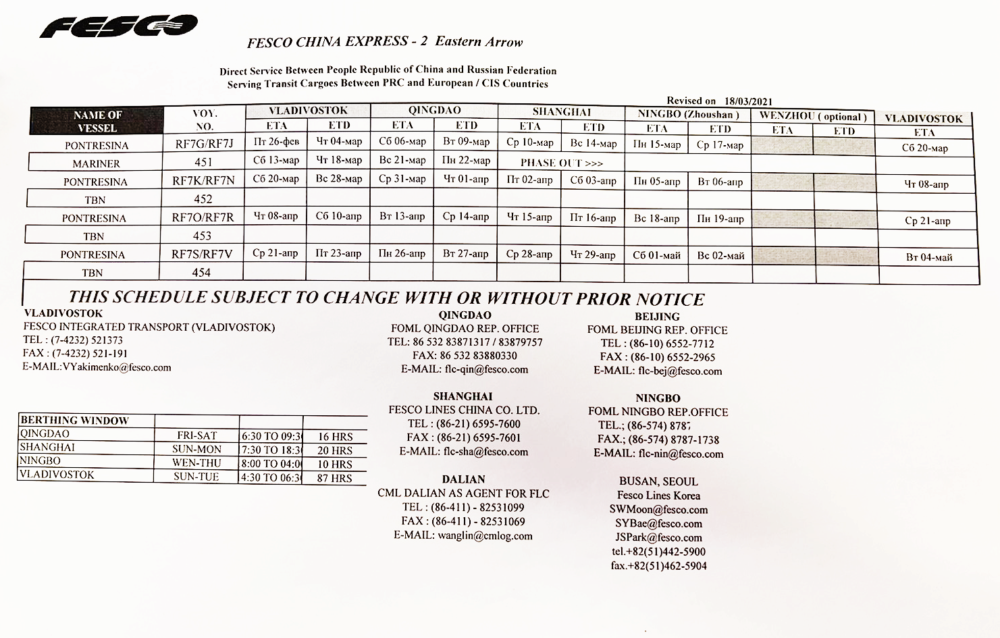 FESCO
FESCO CHINA EXPRESS - 2 Eastern Arrow
Direct Service Between People Republic of China and Russian Federation
Serving Transit Cargoes Between PRC and European / CIS Countries
Revised on 18/03/2021
NAME OF VESSEL VOY. NO. VLADIVOSTOK QINGDAO SHANGHAI NINGBO (Zhoushan ) WENZHOU ( optional ) VLADIVOSTOK
ETA ETD ETA ETD ETA ETD ETA ETD ETA ETD ETA
PONTRESINA RF7G/RF7J Пт 26-фев Чт 04-мар Сб 06-мар Вт 09-мар Ср 10-мар Вс 14-мар Пн 15-мар Ср 17-мар Сб 20-мар
MARINER 451 Сб 13-мар Чт 18-мар Вс 21-мар Пн 22-мар PHASE OUT >>>
PONTRESINA RF7K/RF7N Сб 20-мар Вс 28-мар Ср 31-мар Чт 01-апр Пт 02-апр Сб 03-апр Пн 05-апр Вт 06-апр Чт 08-апр
TBN 452
PONTRESINA RF7O/RF7R Чт 08-апр Сб 10-апр Вт 13-апр Ср 14-апр Чт 15-апр Пт 16-апр Вс 18-апр Пн 19-апр Ср 21-апр
TBN 453
PONTRESINA RF7S/RF7V Ср 21-апр Пт 23-апр Пн 26-апр Вт 27-апр Ср 28-апр Чт 29-апр Сб 01-май Вс 02-май Вт 04-май
TBN 454
THIS SCHEDULE SUBJECT TO CHANGE WITH OR WITHOUT PRIOR NOTICE
VLADIVOSTOK
FESCO INTEGRATED TRANSPORT (VLADIVOSTOK)
TEL : (7-4232) 521373
FAX : (7-4232) 521-191
E-MAIL:VYakimenko@fesco.com
QINGDAO
FOML QINGDAO REP. OFFICE
TEL: 86 532 83871317 / 83879757
FAX: 86 532 83880330
E-MAIL: flc-qin@fesco.com
BEIJING
FOML BEIJING REP. OFFICE
TEL : (86-10) 6552-7712
FAX : (86-10) 6552-2965
E-MAIL: flc-bej@fesco.com
SHANGHAI
FESCO LINES CHINA CO. LTD.
TEL : (86-21) 6595-7600
FAX : (86-21) 6595-7601
E-MAIL: flc-sha@fesco.com
NINGBO
FOML NINGBO REP.OFFICE
TEL.; (86-574) 8787
FAX.; (86-574) 8787-1738
E-MAIL: flc-nin@fesco.com
BERTHING WINDOW
QINGDAO FRI-SAT 6:30 TO 09:3 16 HRS
SHANGHAI SUN-MON 7:30 TO 18:3 20 HRS
NINGBO WEN-THU 8:00 TO 04:0 10 HRS
VLADIVOSTOK SUN-TUE 4:30 TO 06:3 87 HRS
DALIAN
CML DALIAN AS AGENT FOR FLC
TEL : (86-411) - 82531099
FAX : (86-411) - 82531069
E-MAIL: wanglin@cmlog.com
BUSAN, SEOUL
Fesco Lines Korea
SWMoon@fesco.com
SYBae@fesco.com
JSPark@fesco.com
tel.+82(51)442-5900
fax.+82(51)462-5904